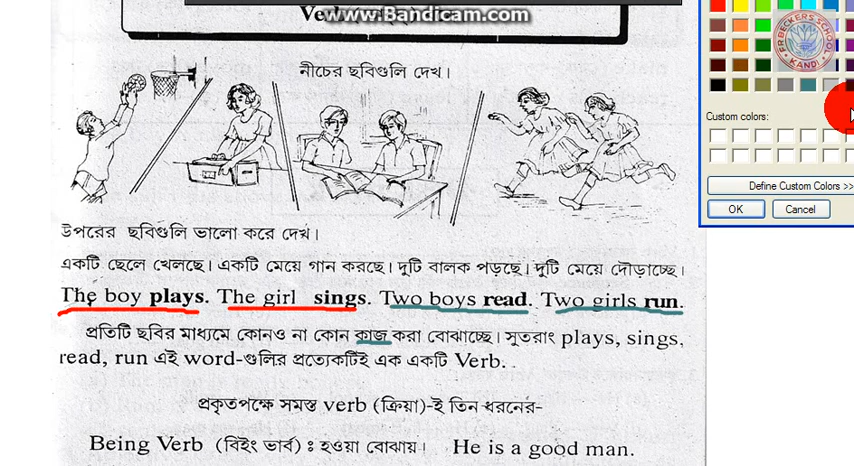 www.Bandicam.com
Verb
নীচের ছবিগুলি দেখ।
উপরের ছবিগুলি ভালো করে দেখ।
একটি ছেলে খেলছে। একটি মেয়ে গান করছে। দুটি বালক পড়ছে। দুটি মেয়ে দৌড়াচ্ছে।
The boy plays. The girl sings. Two boys read. Two girls run.
প্রতিটি ছবির মাধ্যমে কোনও না কোন কাজ করা বোঝাচ্ছে। সুতরাং plays, sings,
read, run এই word-গুলির প্রত্যেকটিই এক একটি Verb.
প্রকৃতপক্ষে সমস্ত verb (ক্রিয়া)-ই তিন ধরনের-
Being Verb (বিইং ভার্ব) ঃ হওয়া বোঝায়। He is a good man.
Custom colors:
Define Custom Colors >>
OK Cancel
KANDI